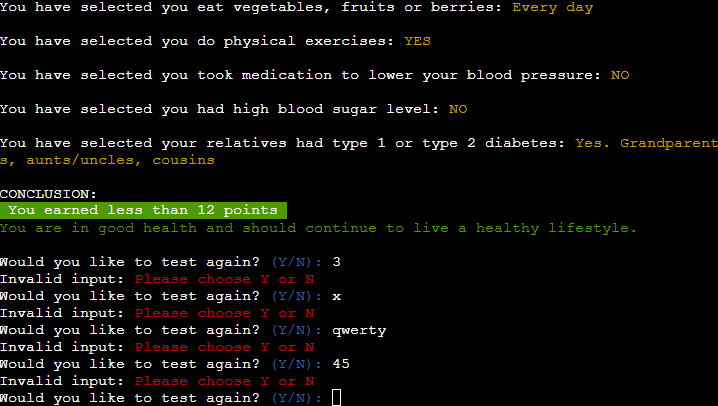 You have selected you eat vegetables, fruits or berries: Every day
You have selected you do physical exercises: YES
You have selected you took medication to lower your blood pressure: NO
You have selected you had high blood sugar level: NO
You have selected your relatives had type 1 or type 2 diabetes: Yes. Grandparent
s, aunts/uncles, cousins
CONCLUSION:
You earned less than 12 points
You are in good health and should continue to live a healthy lifestyle.
Would you like to test again? (Y/N): 3
Invalid input: Please choose Y or N
Would you like to test again? (Y/N): x
Invalid input: Please choose Y or N
Would you like to test again? (Y/N): qwerty
Invalid input: Please choose Y or N
Would you like to test again? (Y/N): 45
Invalid input: Please choose Y or N
Would you like to test again? (Y/N):